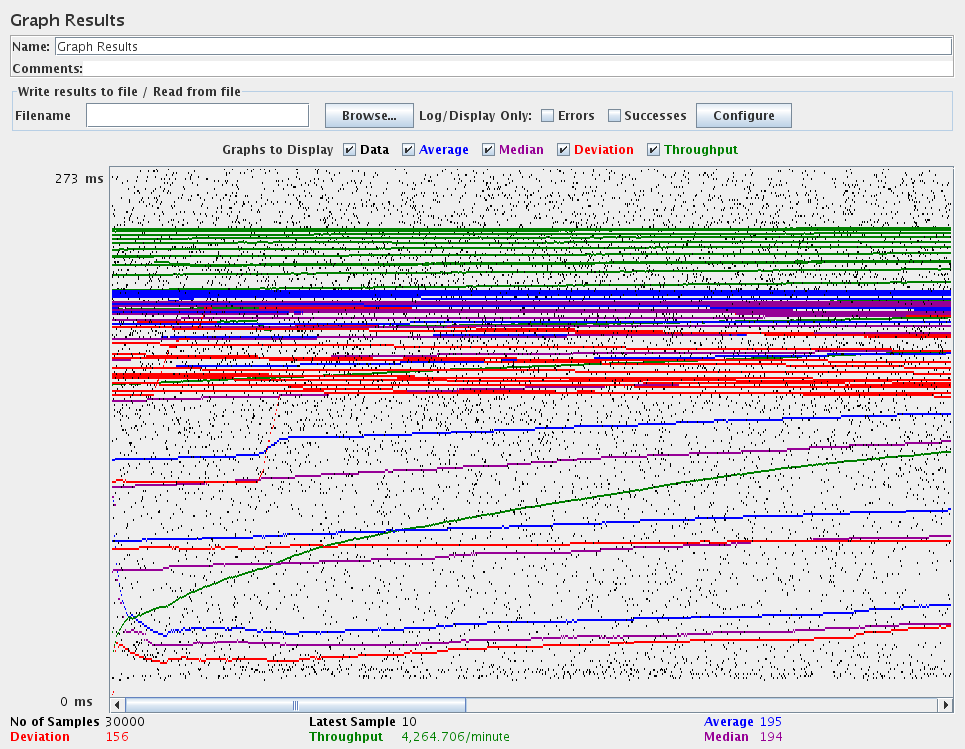 Graph Results
Name: Graph Results
Comments:
Write results to file / Read from file
Filename Browse... Log/Display Only: Errors Successes Configure
Graphs to Display Data Average Median Deviation Throughput
273 ms
0 ms
No of Samples 30000 Latest Sample 10 Average 195
Deviation 156 Throughput 4,264.706/minute Median 194